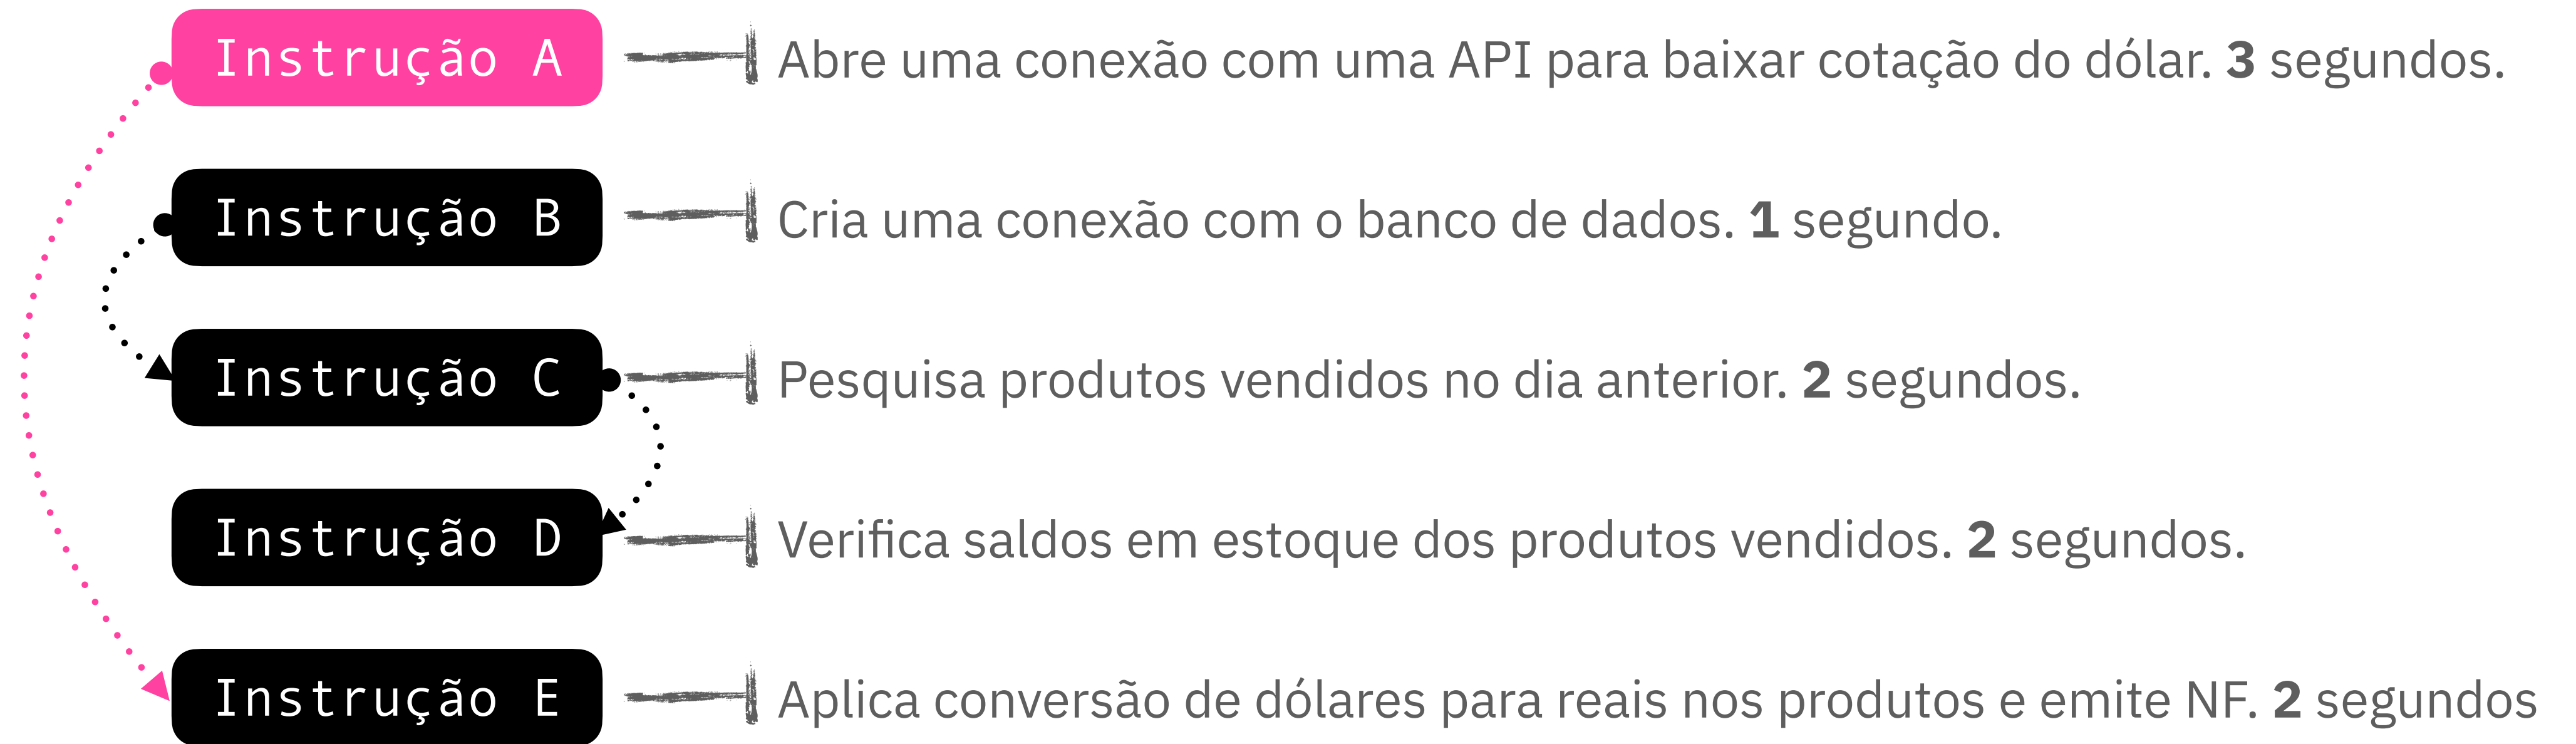 Instrução A
Abre uma conexão com uma API para baixar cotação do dólar. 3 segundos.
Instrução B
Cria uma conexão com o banco de dados. 1 segundo.
Instrução C
Pesquisa produtos vendidos no dia anterior. 2 segundos.
Instrução D
Verifica saldos em estoque dos produtos vendidos. 2 segundos.
Instrução E
Aplica conversão de dólares para reais nos produtos e emite NF. 2 segundos